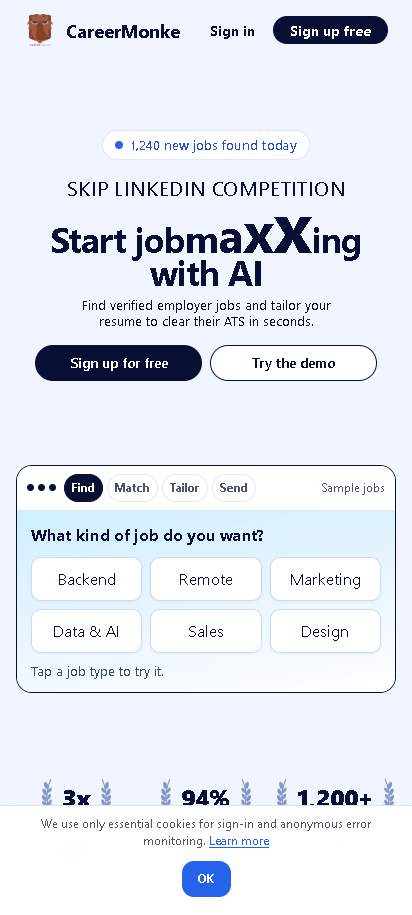 CareerMonke
Sign in
Sign up free
1,240 new jobs found today
SKIP LINKEDIN COMPETITION
Start jobmaxXing
with AI
Find verified employer jobs and tailor your
resume to clear their ATS in seconds.
Sign up for free
Try the demo
Find
Match
Tailor
Send
Sample jobs
What kind of job do you want?
Backend
Remote
Marketing
Data & AI
Sales
Design
Tap a job type to try it.
3x
94%
1,200+
We use only essential cookies for sign-in and anonymous error
monitoring. Learn more
OK